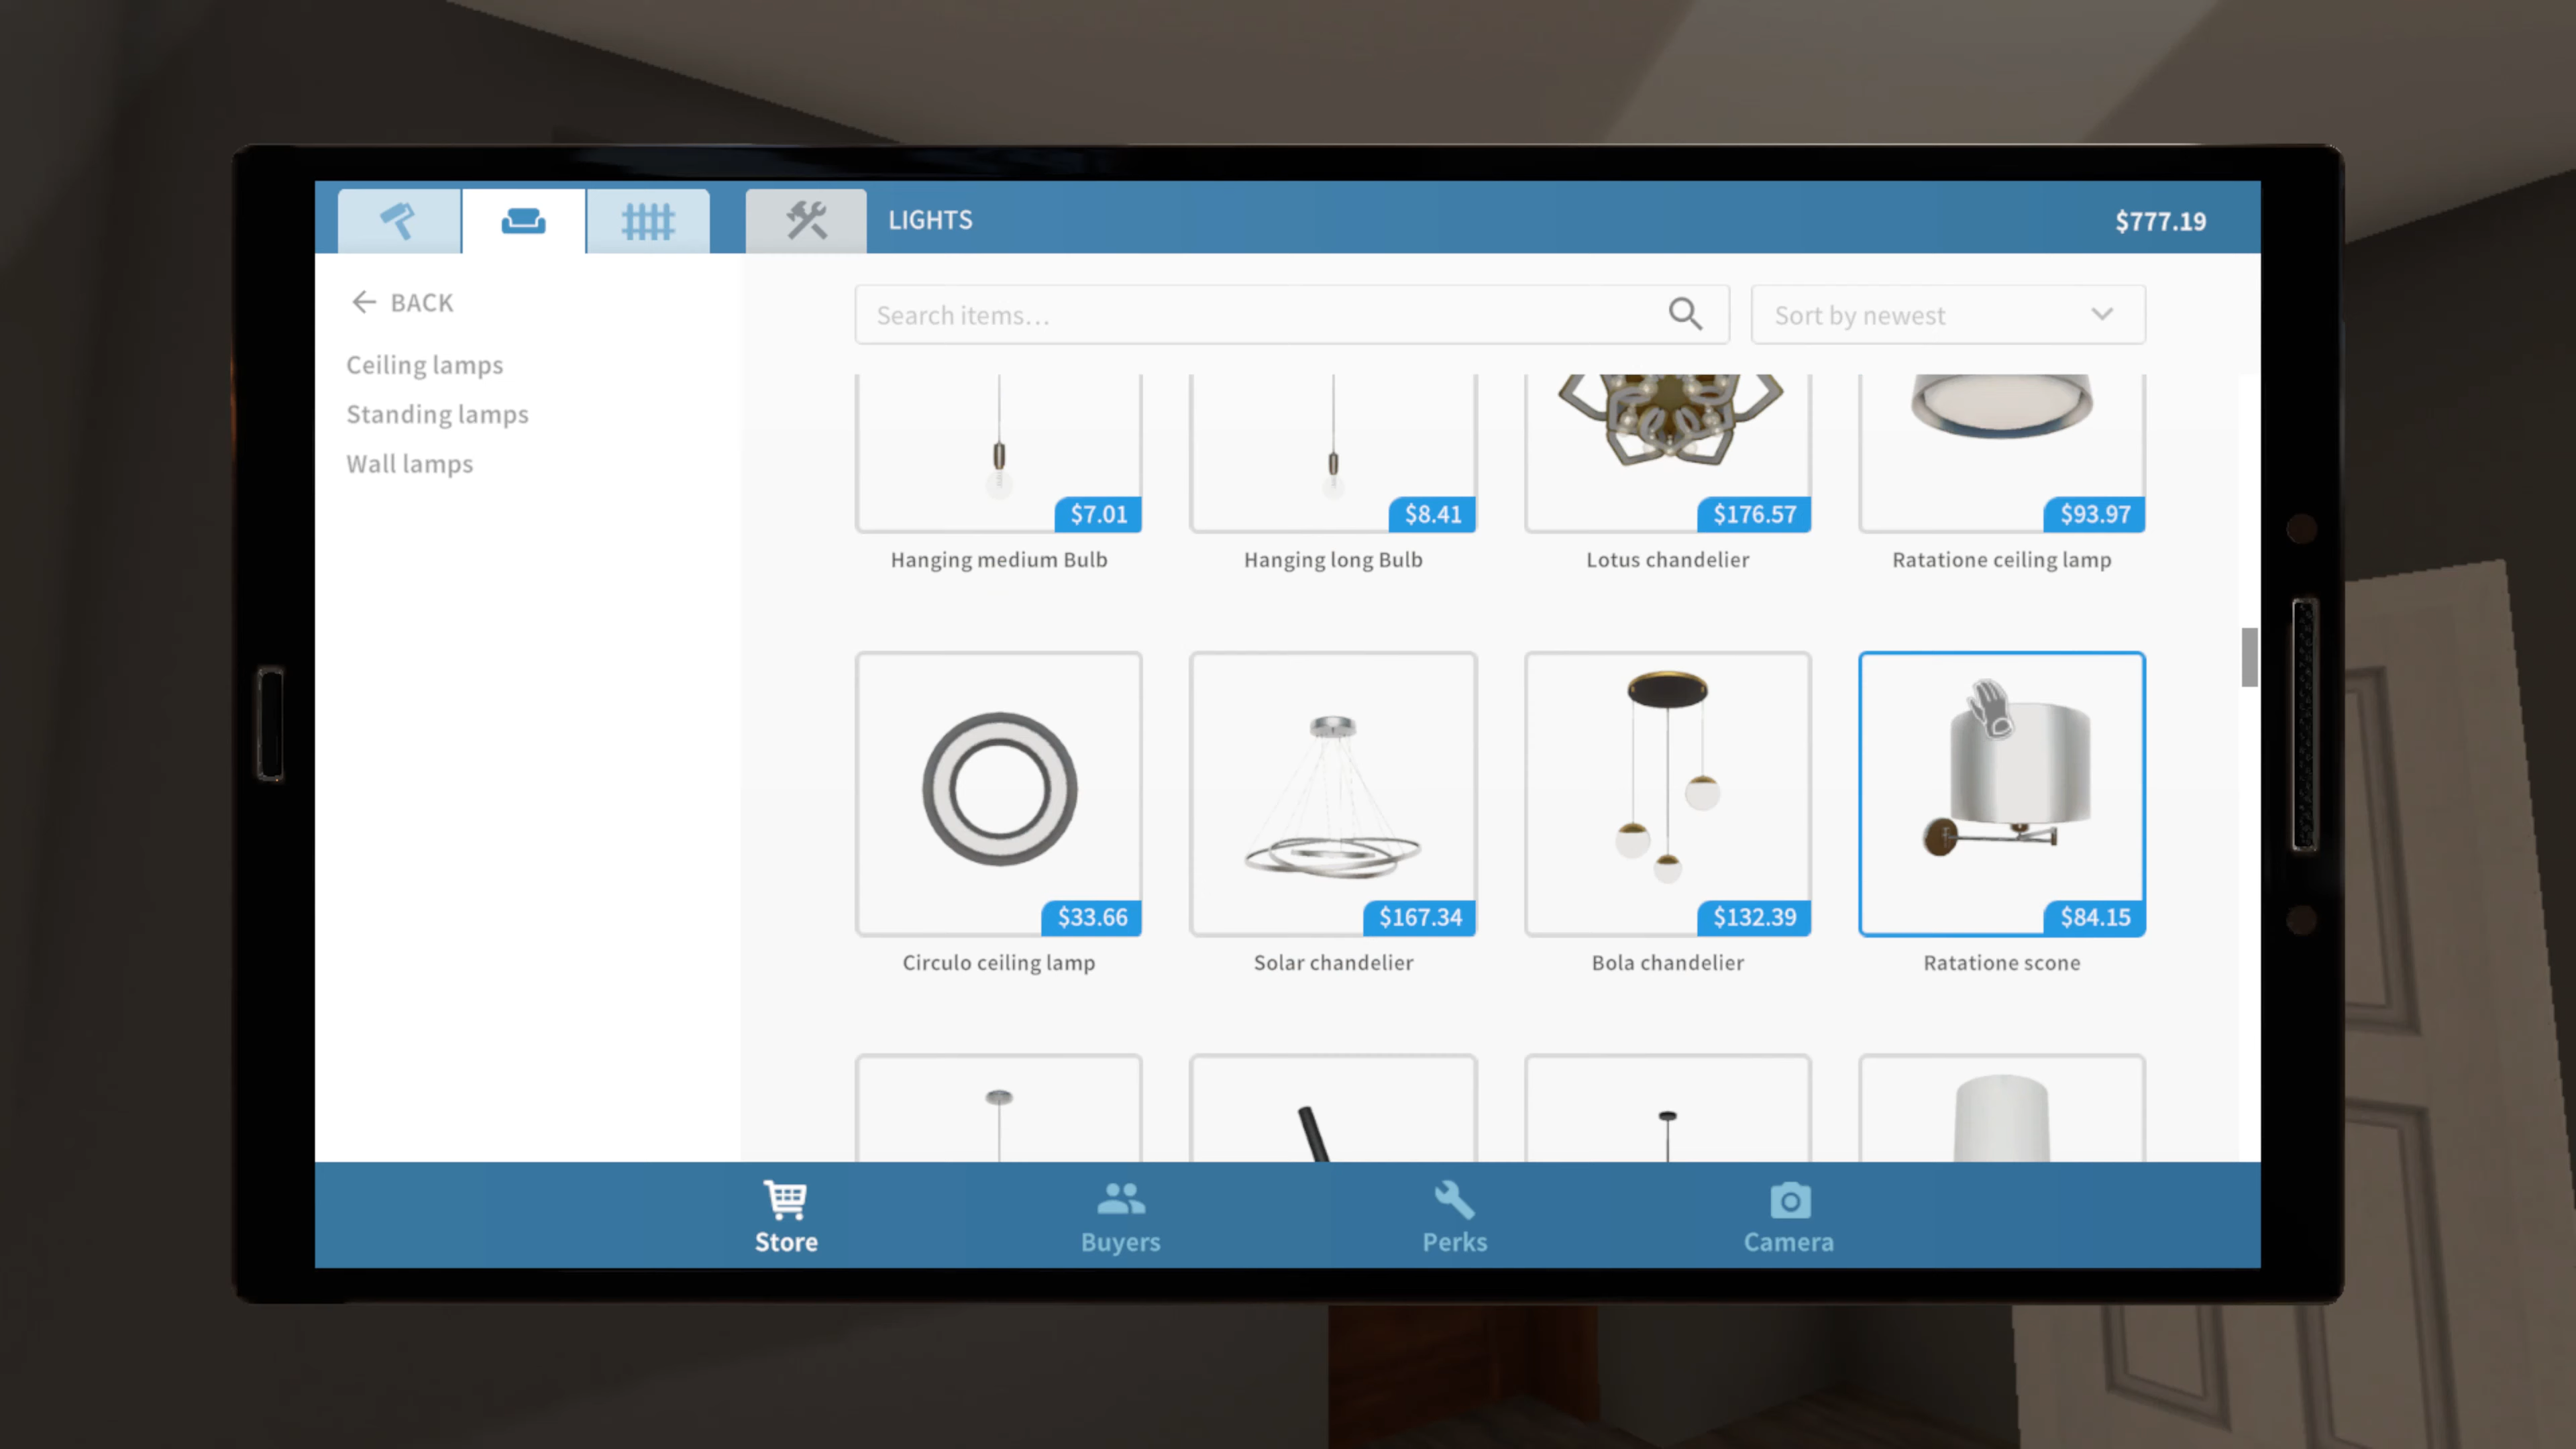 LIGHTS
$777.19
BACK
Search items...
Sort by newest
Ceiling lamps
Standing lamps
Wall lamps
$7.01
$8.41
$176.57
$93.97
Hanging medium Bulb
Hanging long Bulb
Lotus chandelier
Ratatione ceiling lamp
$33.66
$167.34
$132.39
$84.15
Circulo ceiling lamp
Solar chandelier
Bola chandelier
Ratatione scone
Store
Buyers
Perks
Camera